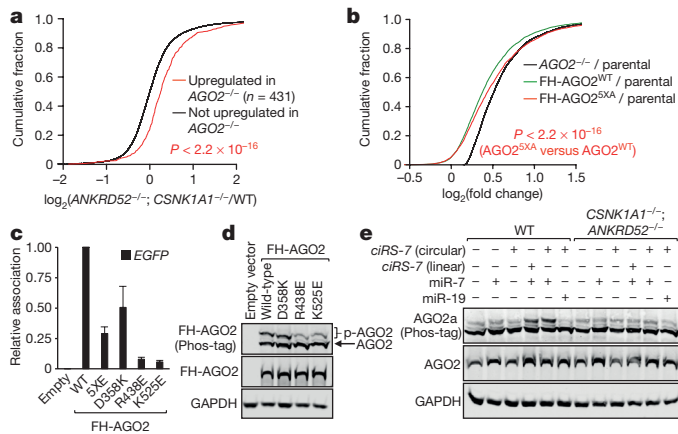 a
Cumulative fraction
1.0
0.8
0.6
0.4
0.2
0
Upregulated in
AGO2−/− (n = 431)
Not upregulated in
AGO2−/−
P < 2.2 × 10−16
−2 −1 0 1 2
log2(ANKRD52−/−; CSNK1A1−/−/WT)
b
Cumulative fraction
1.0
0.8
0.6
0.4
0.2
0
AGO2−/− / parental
FH-AGO2WT / parental
FH-AGO25XA / parental
P < 2.2 × 10−16
(AGO25XA versus AGO2WT)
−0.5 0 0.5 1.0 1.5
log2(fold change)
c
Relative association
1.00
0.75
0.50
0.25
0
EGFP
Empty WT 5XE D358K R438E K525E
FH-AGO2
d
FH-AGO2
Empty vector Wild-type D358K R438E K525E
FH-AGO2
(Phos-tag)
p-AGO2
AGO2
FH-AGO2
GAPDH
e
WT CSNK1A1−/−; ANKRD52−/−
ciRS-7 (circular) − − + − + + − − + − + +
ciRS-7 (linear) − − − + − − − − − + − −
miR-7 − + − + + − − + − + + −
miR-19 − − − − − + − − − − − +
AGO2a
(Phos-tag)
AGO2
GAPDH